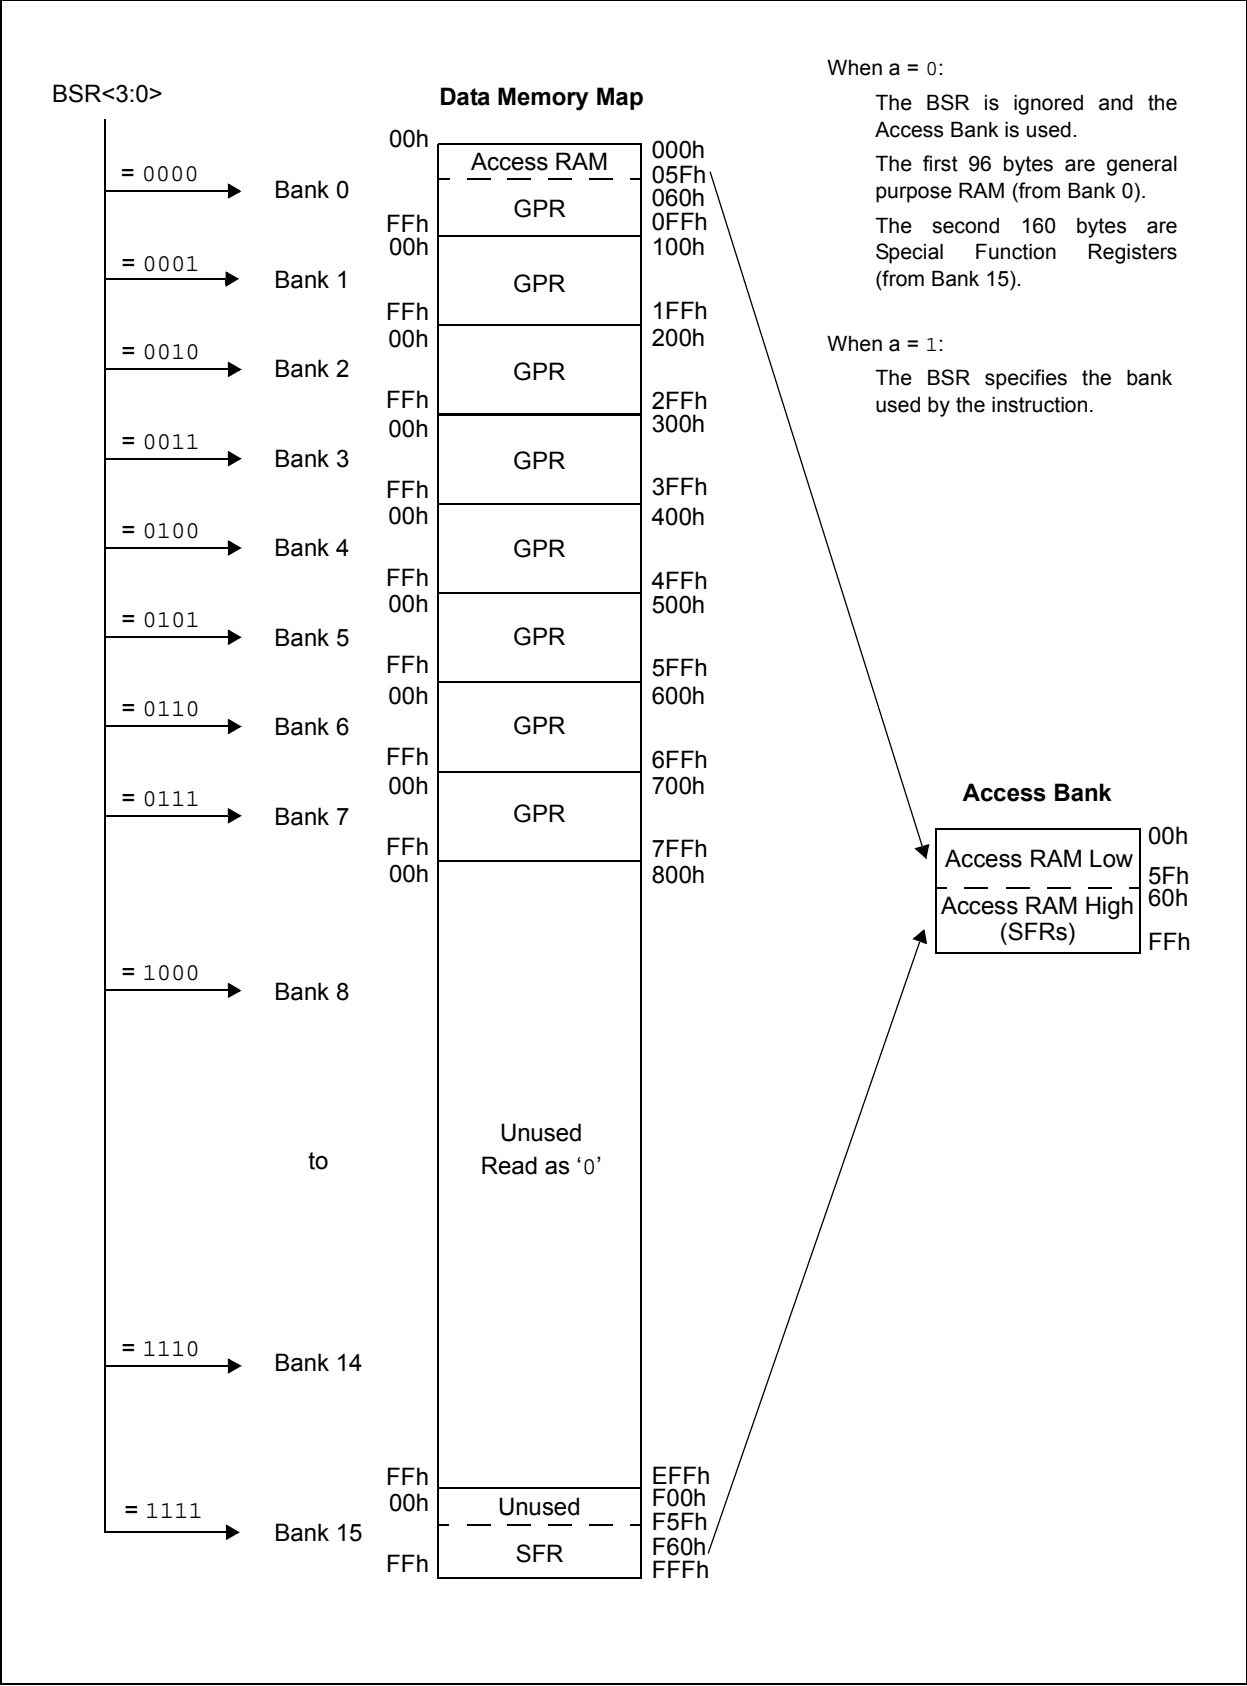 BSR<3:0>
Data Memory Map
When a = 0:
The BSR is ignored and the
Access Bank is used.
The first 96 bytes are general
purpose RAM (from Bank 0).
The second 160 bytes are
Special Function Registers
(from Bank 15).
When a = 1:
The BSR specifies the bank
used by the instruction.
= 0000
Bank 0
00h
Access RAM
000h
05Fh
GPR
060h
FFh
0FFh
= 0001
Bank 1
00h
GPR
100h
FFh
1FFh
= 0010
Bank 2
00h
GPR
200h
FFh
2FFh
= 0011
Bank 3
00h
GPR
300h
FFh
3FFh
= 0100
Bank 4
00h
GPR
400h
FFh
4FFh
= 0101
Bank 5
00h
GPR
500h
FFh
5FFh
= 0110
Bank 6
00h
GPR
600h
FFh
6FFh
= 0111
Bank 7
00h
GPR
700h
FFh
7FFh
00h
800h
Access Bank
Access RAM Low
00h
5Fh
Access RAM High
(SFRs)
60h
FFh
= 1000
Bank 8
to
Unused
Read as ‘0’
= 1110
Bank 14
FFh
EFFh
= 1111
Bank 15
00h
Unused
F00h
F5Fh
SFR
F60h
FFh
FFFh